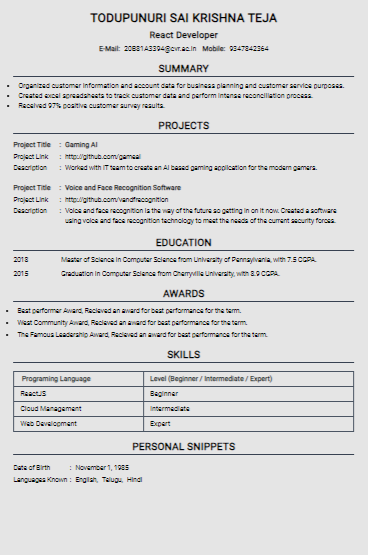 TODUPUNURI SAI KRISHNA TEJA
React Developer
E-Mail: 20B81A3394@cvr.ac.in Mobile: 9347842364
SUMMARY
• Organized customer information and account data for business planning and customer service purposes.
• Created excel spreadsheets to track customer data and perform intense reconciliation process.
• Received 97% positive customer survey results.
PROJECTS
Project Title : Gaming AI
Project Link : http://github.com/gameai
Description : Worked with IT team to create an AI based gaming application for the modern gamers.
Project Title : Voice and Face Recognition Software
Project Link : http://github.com/vandfrecognition
Description : Voice and face recognition is the way of the future so getting in on it now. Created a software
using voice and face recognition technology to meet the needs of the current security forces.
EDUCATION
2018 Master of Science in Computer Science from University of Pennsylvania, with 7.5 CGPA.
2015 Graduation in Computer Science from Cherryville University, with 8.9 CGPA.
AWARDS
• Best performer Award, Recieved an award for best performance for the term.
• West Community Award, Recieved an award for best performance for the term.
• The Famous Leadership Award, Recieved an award for best performance for the term.
SKILLS
Programing Language Level (Beginner / Intermediate / Expert)
ReactJS Beginner
Cloud Management Intermediate
Web Development Expert
PERSONAL SNIPPETS
Date of Birth : November 1, 1985
Languages Known : English, Telugu, Hindi